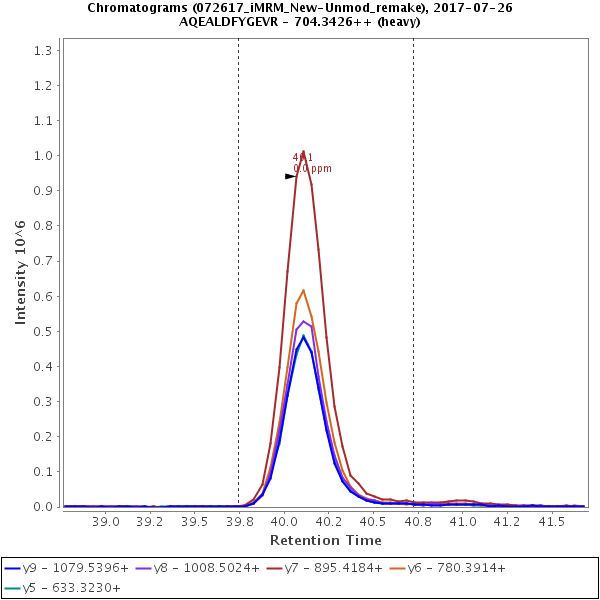 Chromatograms (072617_iMRM_New-Unmod_remake), 2017-07-26
AQEALDFYGEVR - 704.3426++ (heavy)
Intensity 10^6
1.3
1.2
1.1
1.0
0.9
0.8
0.7
0.6
0.5
0.4
0.3
0.2
0.1
0.0
40.1
0.0 ppm
39.0 39.2 39.5 39.8 40.0 40.2 40.5 40.8 41.0 41.2 41.5
Retention Time
y9 - 1079.5396+ y8 - 1008.5024+ y7 - 895.4184+ y6 - 780.3914+
y5 - 633.3230+